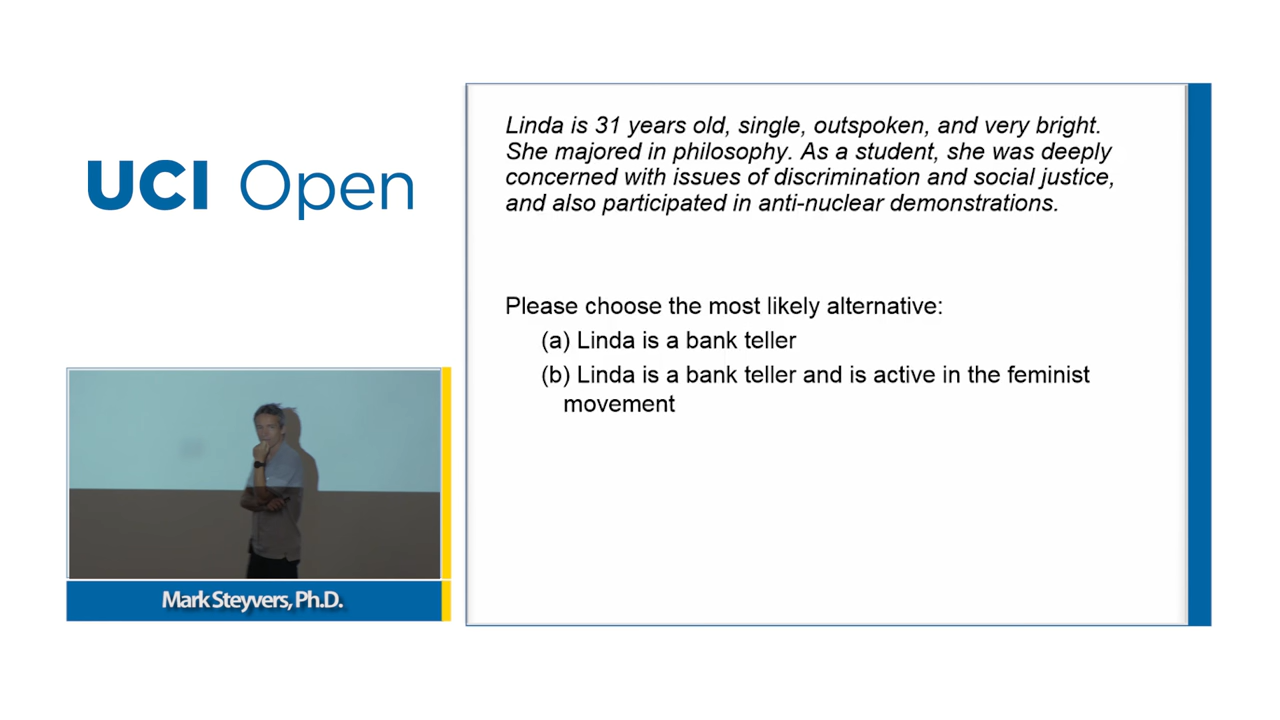 UCI Open
Linda is 31 years old, single, outspoken, and very bright.
She majored in philosophy. As a student, she was deeply
concerned with issues of discrimination and social justice,
and also participated in anti-nuclear demonstrations.
Please choose the most likely alternative:
(a) Linda is a bank teller
(b) Linda is a bank teller and is active in the feminist
movement
Mark Steyvers, Ph.D.